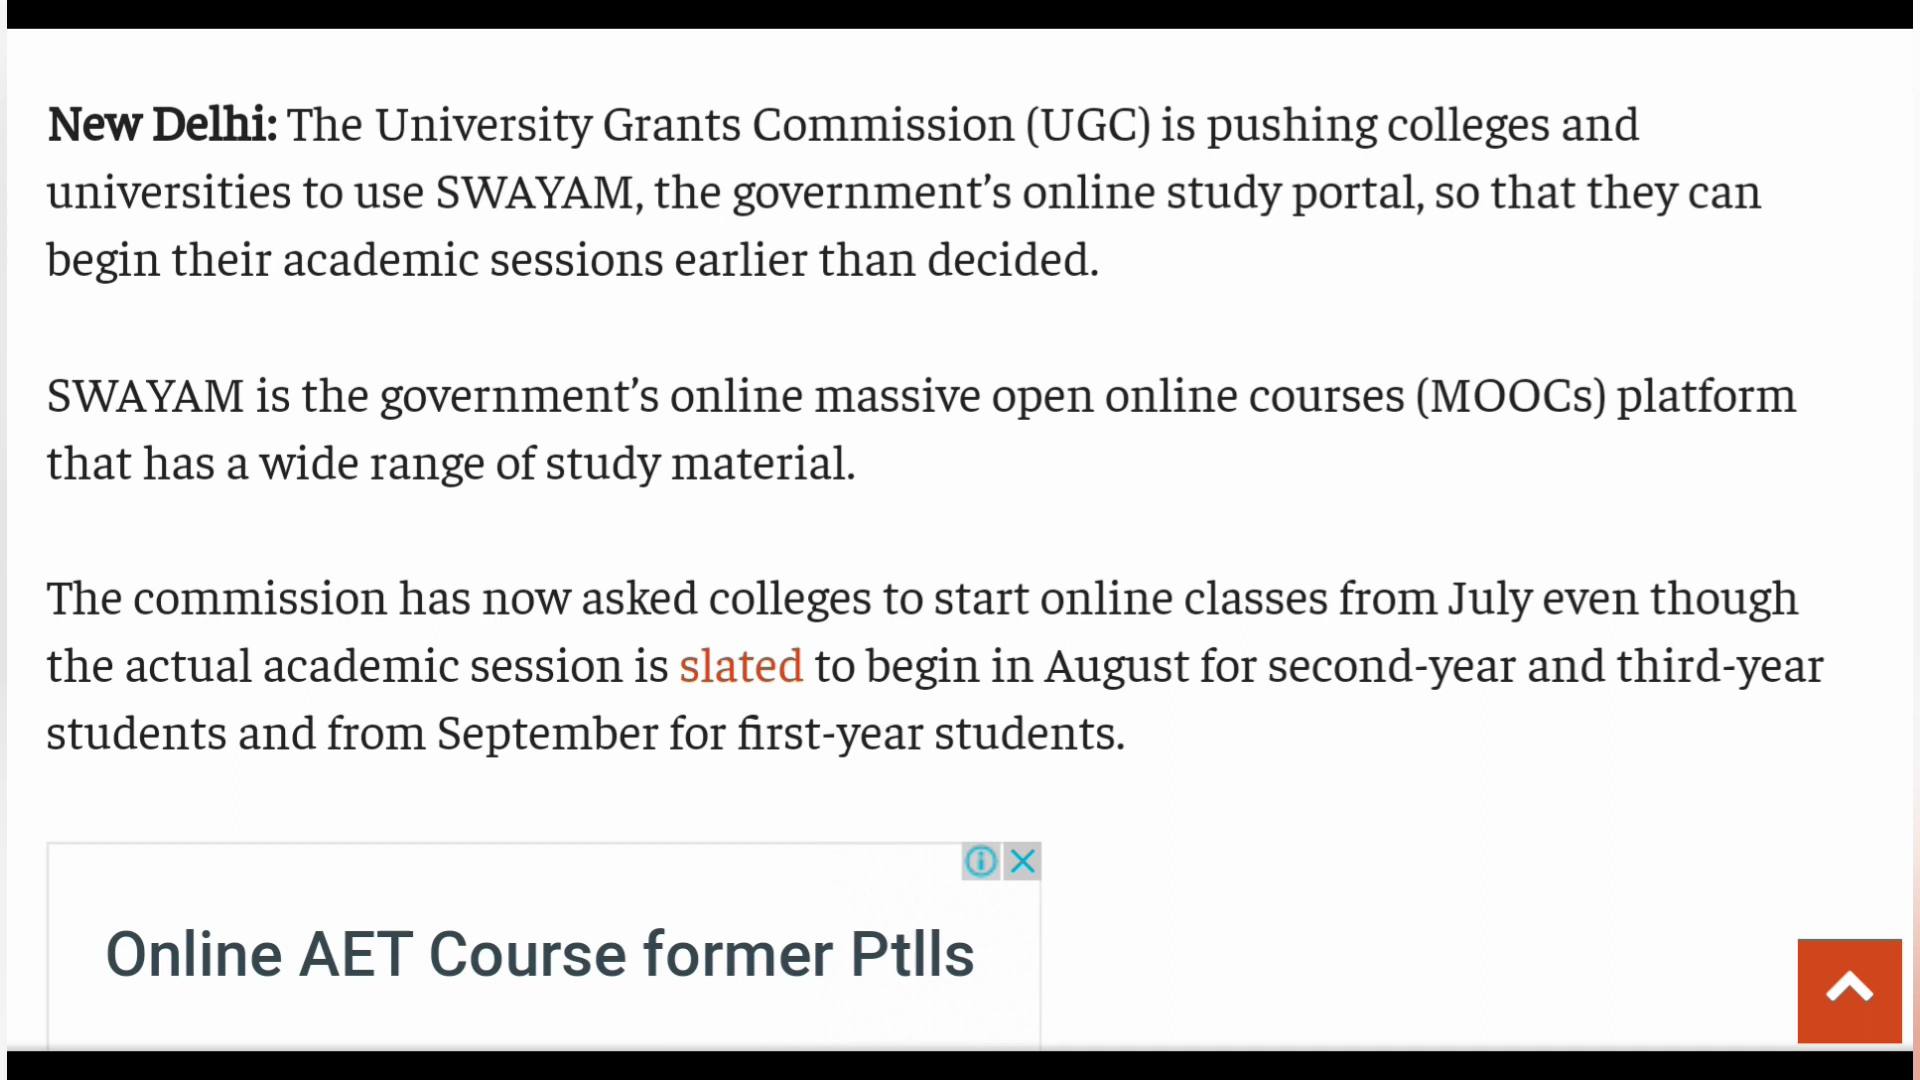 New Delhi: The University Grants Commission (UGC) is pushing colleges and
universities to use SWAYAM, the government’s online study portal, so that they can
begin their academic sessions earlier than decided.
SWAYAM is the government’s online massive open online courses (MOOCs) platform
that has a wide range of study material.
The commission has now asked colleges to start online classes from July even though
the actual academic session is slated to begin in August for second-year and third-year
students and from September for first-year students.
Online AET Course former Ptlls